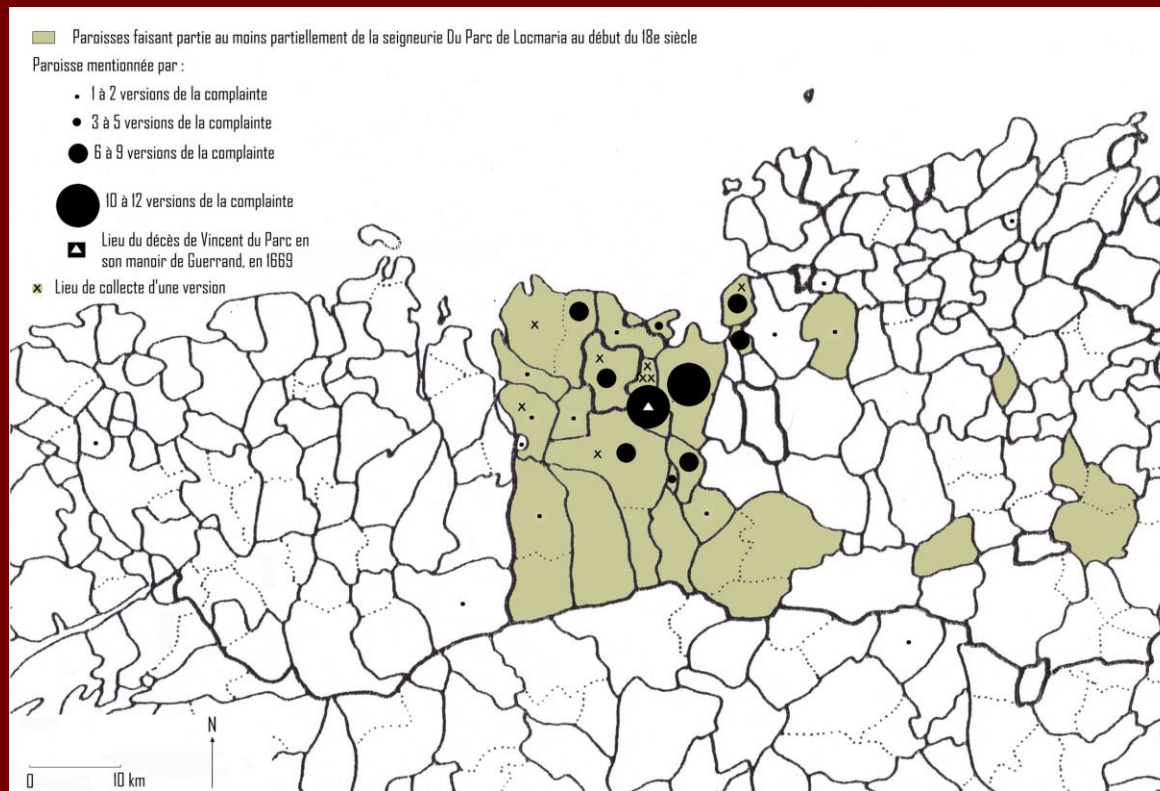 Paroisses faisant partie au moins partiellement de la seigneurie Du Parc de Locmaria au début du 18e siècle
Paroisse mentionnée par :
1 à 2 versions de la complainte
3 à 5 versions de la complainte
6 à 9 versions de la complainte
10 à 12 versions de la complainte
Lieu du décès de Vincent du Parc en
son manoir de Guerrand, en 1669
x Lieu de collecte d'une version
N
0 10 km